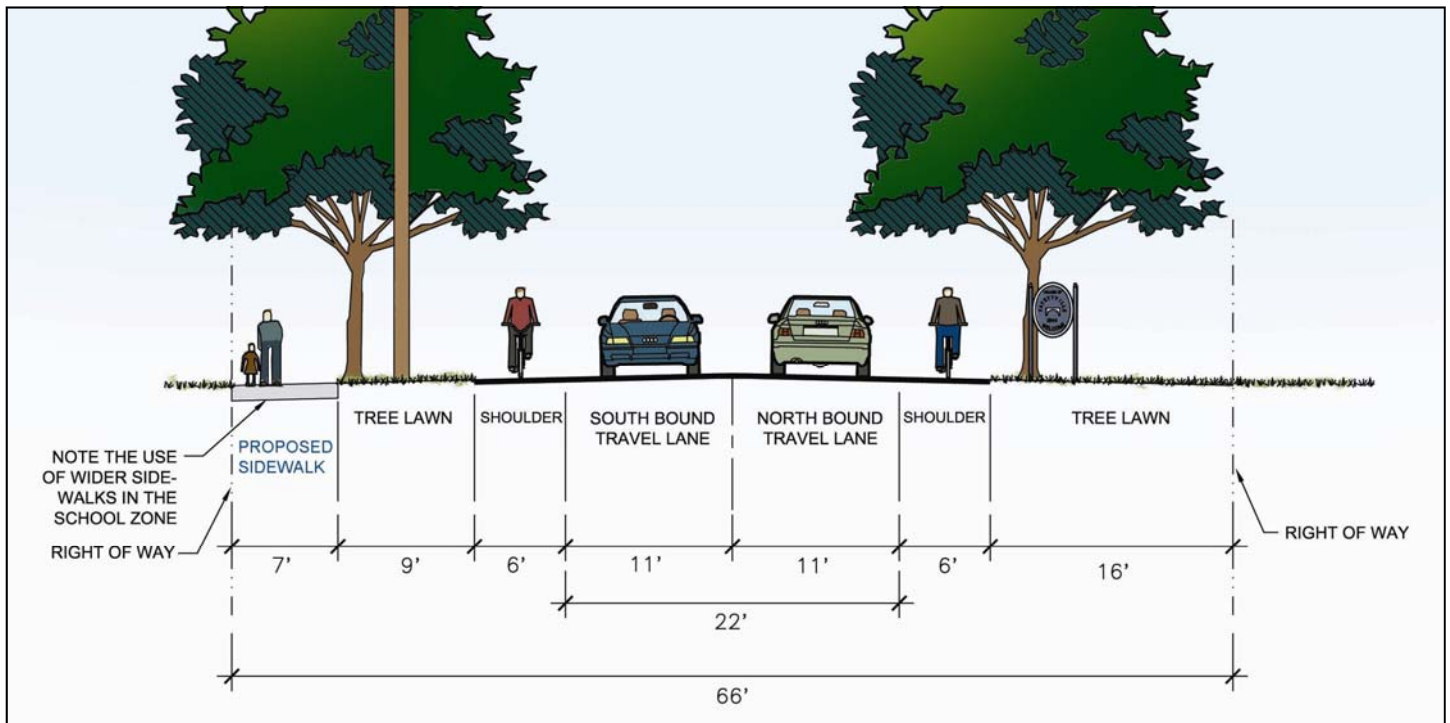 TREE LAWN
SHOULDER
SOUTH BOUND
TRAVEL LANE
NORTH BOUND
TRAVEL LANE
SHOULDER
TREE LAWN
PROPOSED
SIDEWALK
NOTE THE USE
OF WIDER SIDE-
WALKS IN THE
SCHOOL ZONE
RIGHT OF WAY
RIGHT OF WAY
7'
9'
6'
11'
11'
6'
16'
22'
66'